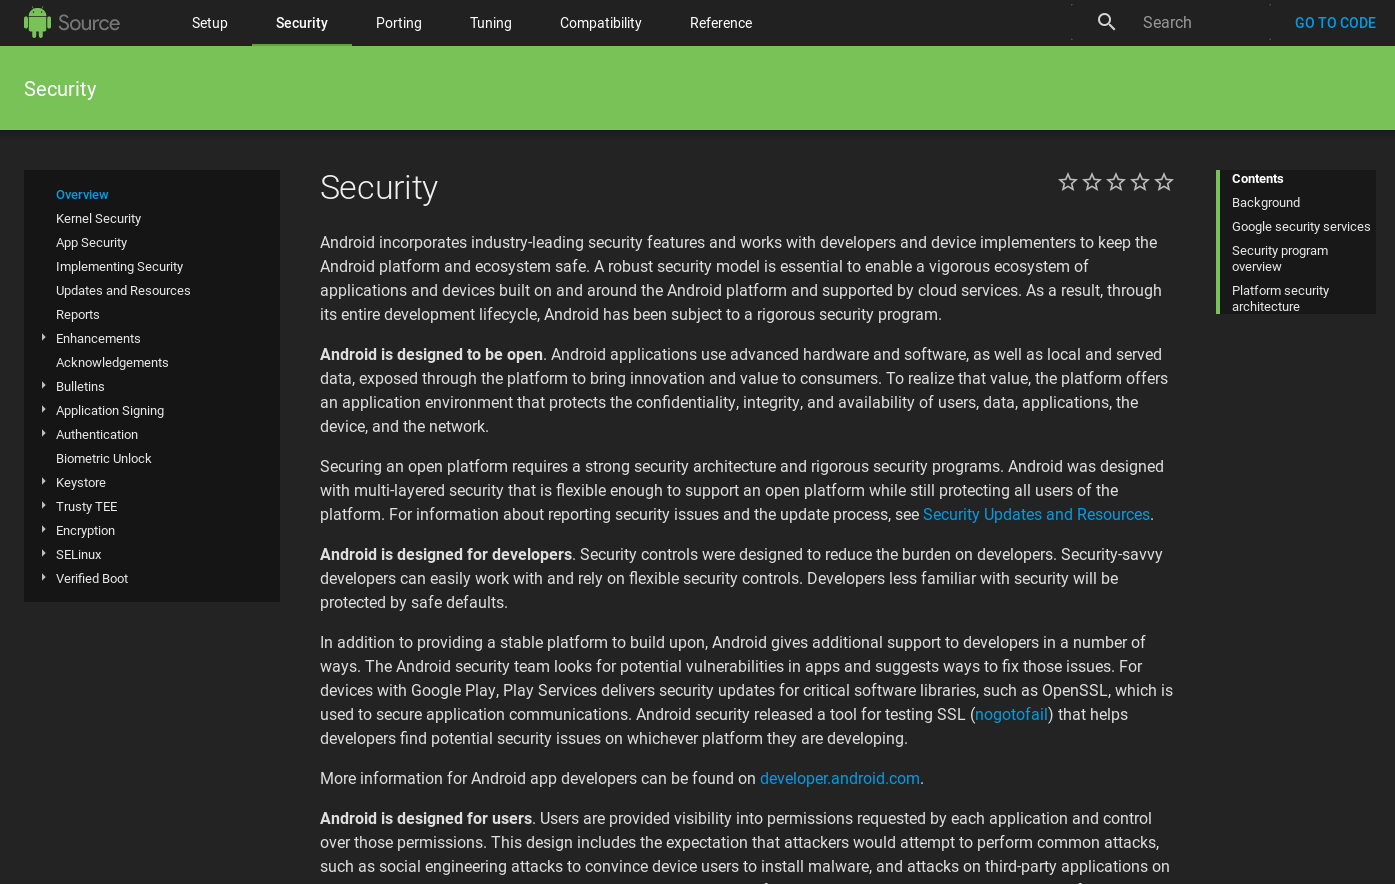 Source
Setup
Security
Porting
Tuning
Compatibility
Reference
Search
GO TO CODE
Security
Overview
Kernel Security
App Security
Implementing Security
Updates and Resources
Reports
Enhancements
Acknowledgements
Bulletins
Application Signing
Authentication
Biometric Unlock
Keystore
Trusty TEE
Encryption
SELinux
Verified Boot
Security
Android incorporates industry-leading security features and works with developers and device implementers to keep the
Android platform and ecosystem safe. A robust security model is essential to enable a vigorous ecosystem of
applications and devices built on and around the Android platform and supported by cloud services. As a result, through
its entire development lifecycle, Android has been subject to a rigorous security program.
Android is designed to be open. Android applications use advanced hardware and software, as well as local and served
data, exposed through the platform to bring innovation and value to consumers. To realize that value, the platform offers
an application environment that protects the confidentiality, integrity, and availability of users, data, applications, the
device, and the network.
Securing an open platform requires a strong security architecture and rigorous security programs. Android was designed
with multi-layered security that is flexible enough to support an open platform while still protecting all users of the
platform. For information about reporting security issues and the update process, see Security Updates and Resources.
Android is designed for developers. Security controls were designed to reduce the burden on developers. Security-savvy
developers can easily work with and rely on flexible security controls. Developers less familiar with security will be
protected by safe defaults.
In addition to providing a stable platform to build upon, Android gives additional support to developers in a number of
ways. The Android security team looks for potential vulnerabilities in apps and suggests ways to fix those issues. For
devices with Google Play, Play Services delivers security updates for critical software libraries, such as OpenSSL, which is
used to secure application communications. Android security released a tool for testing SSL (nogotofail) that helps
developers find potential security issues on whichever platform they are developing.
More information for Android app developers can be found on developer.android.com.
Android is designed for users. Users are provided visibility into permissions requested by each application and control
over those permissions. This design includes the expectation that attackers would attempt to perform common attacks,
such as social engineering attacks to convince device users to install malware, and attacks on third-party applications on
Contents
Background
Google security services
Security program
overview
Platform security
architecture